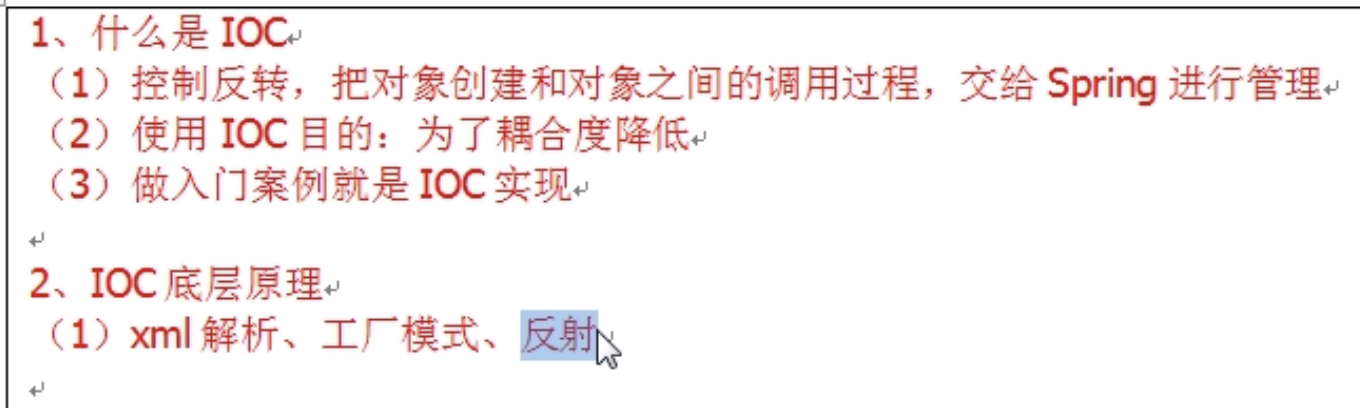 1、什么是 IOC
（1）控制反转，把对象创建和对象之间的调用过程，交给 Spring 进行管理
（2）使用 IOC 目的：为了耦合度降低
（3）做入门案例就是 IOC 实现
2、IOC 底层原理
（1）xml 解析、工厂模式、反射